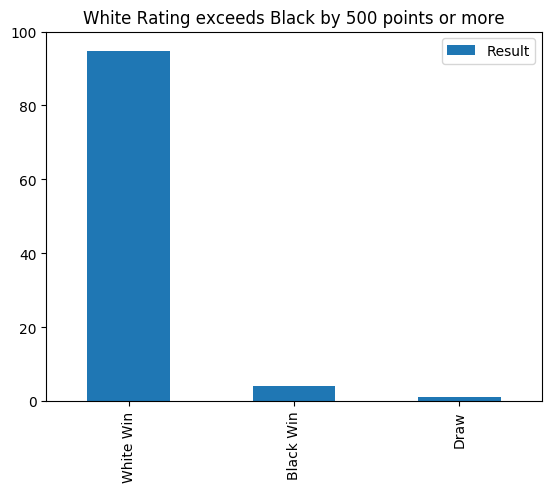 White Rating exceeds Black by 500 points or more
Result
100
80
60
40
20
0
White Win
Black Win
Draw